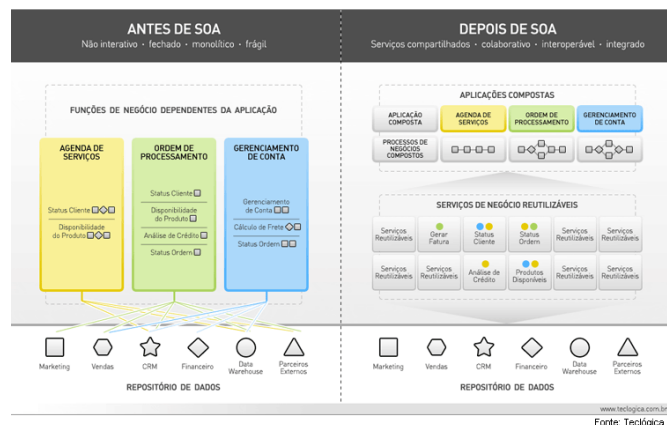 ANTES DE SOA
Não interativo • fechado • monolítico • frágil
FUNÇÕES DE NEGÓCIO DEPENDENTES DA APLICAÇÃO
AGENDA DE
SERVIÇOS
Status Cliente
Disponibilidade
do Produto
ORDEM DE
PROCESSAMENTO
Status Cliente
Disponibilidade
do Produto
Análise de Crédito
Status Ordern
GERENCIAMENTO
DE CONTA
Gerenciamento
de Conta
Cálculo de Frete
Status Ordern
Marketing
Vendas
CRM
Financeiro
Data
Warehouse
Parceiros
Externos
REPOSITÓRIO DE DADOS
DEPOIS DE SOA
Serviços compartilhados • colaborativo • interoperável • integrado
APLICAÇÕES COMPOSTAS
APLICAÇÃO
COMPOSTA
AGENDA DE
SERVIÇOS
ORDEM DE
PROCESSAMENTO
GERENCIAMENTO
DE CONTA
PROCESSOS DE
NEGÓCIOS
COMPOSTOS
SERVIÇOS DE NEGÓCIO REUTILIZÁVEIS
Serviços
Reutilizáveis
Gerar
Fatura
Status
Cliente
Status
Ordern
Serviços
Reutilizáveis
Serviços
Reutilizáveis
Serviços
Reutilizáveis
Serviços
Reutilizáveis
Análise de
Crédito
Produtos
Disponíveis
Serviços
Reutilizáveis
Serviços
Reutilizáveis
Marketing
Vendas
CRM
Financeiro
Data
Warehouse
Parceiros
Externos
REPOSITÓRIO DE DADOS
www.teclogica.com.br
Fonte: Teclógica